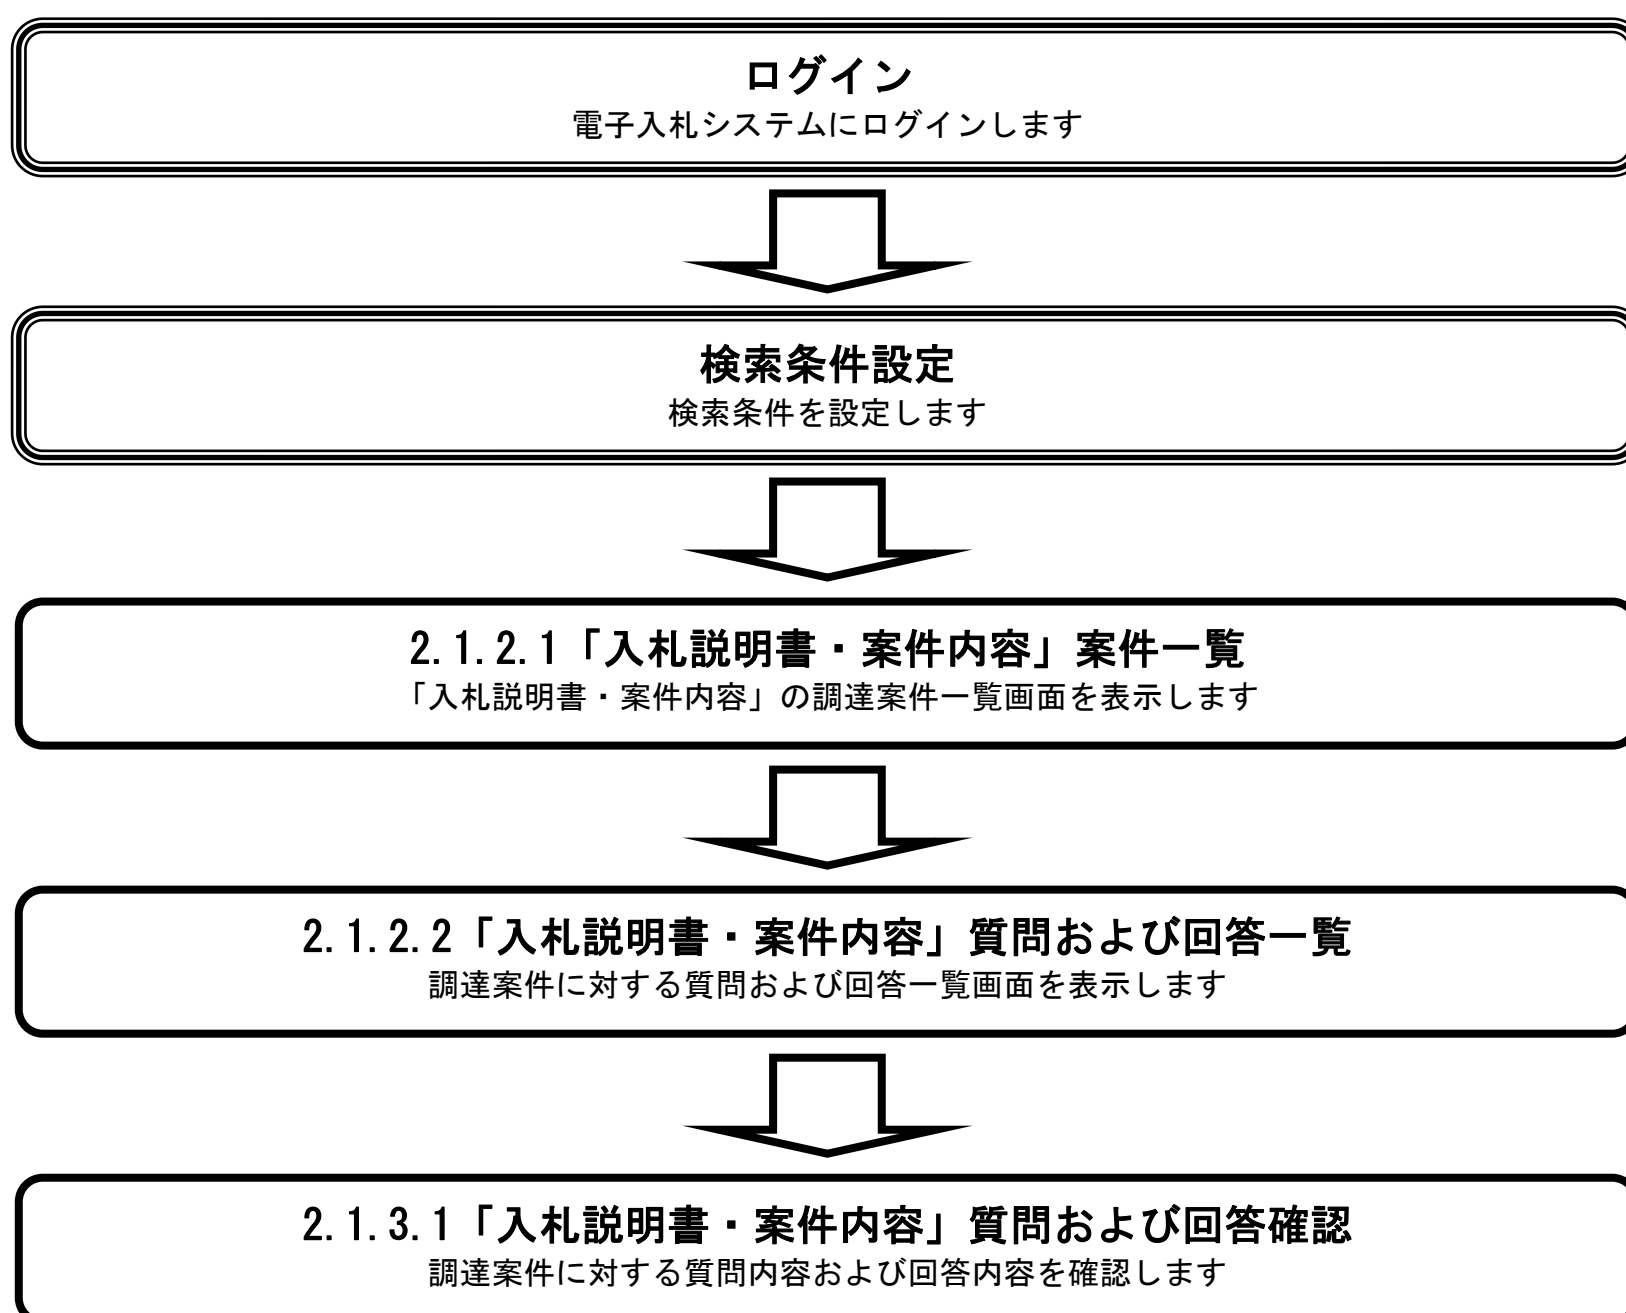 ログイン
電子入札システムにログインします
検索条件設定
検索条件を設定します
2.1.2.1「入札説明書・案件内容」案件一覧
「入札説明書・案件内容」の調達案件一覧画面を表示します
2.1.2.2「入札説明書・案件内容」質問および回答一覧
調達案件に対する質問および回答一覧画面を表示します
2.1.3.1「入札説明書・案件内容」質問および回答確認
調達案件に対する質問内容および回答内容を確認します